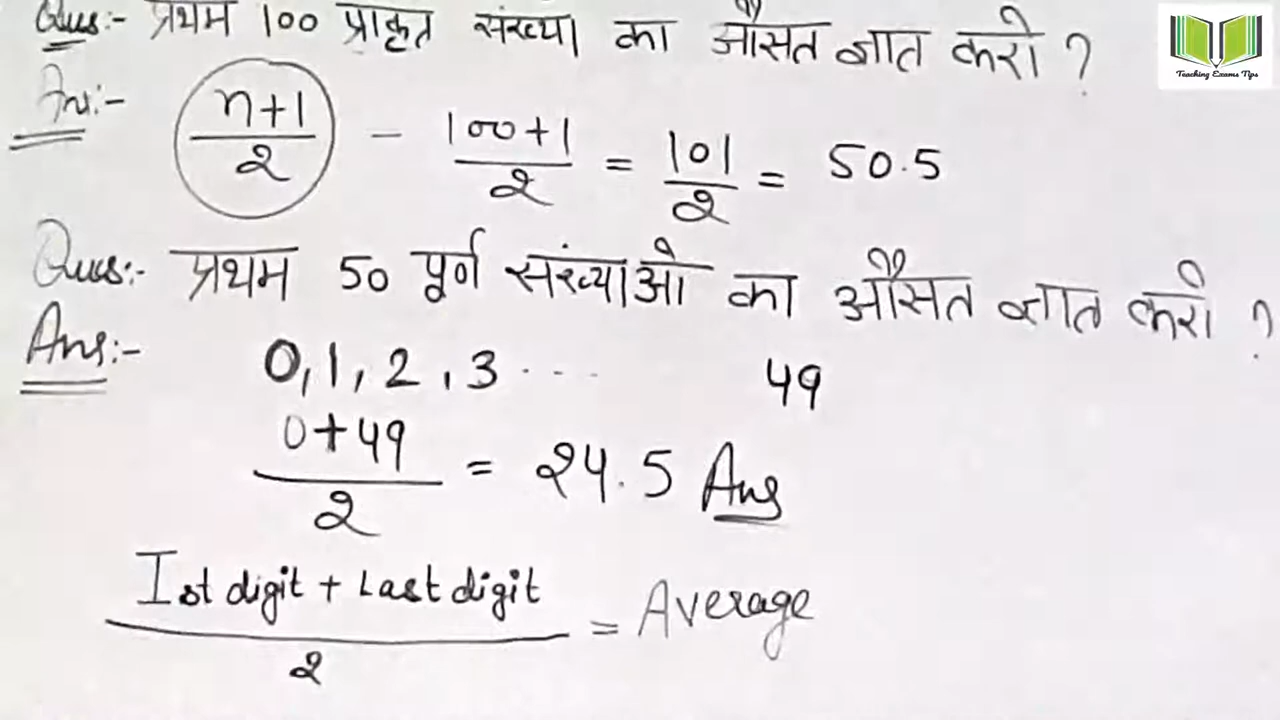 Ques:- प्रथम 100 प्राकृत संख्या का औसत ज्ञात करो ?
Ans:- n+1/2 - 100+1/2 = 101/2 = 50.5
Ques:- प्रथम 50 पूर्ण संख्याओ का औसत ज्ञात करो ?
Ans:- 0, 1, 2, 3 ..... 49
0+49/2 = 24.5 Ans
Ist digit + Last digit/2 = Average
Teaching Exams Tips